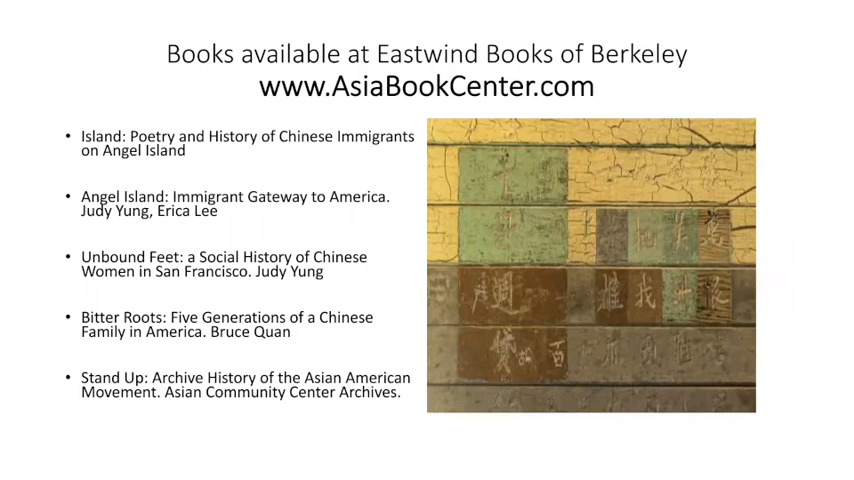 Books available at Eastwind Books of Berkeley
www.AsiaBookCenter.com
• Island: Poetry and History of Chinese Immigrants
on Angel Island
• Angel Island: Immigrant Gateway to America.
Judy Yung, Erica Lee
• Unbound Feet: a Social History of Chinese
Women in San Francisco. Judy Yung
• Bitter Roots: Five Generations of a Chinese
Family in America. Bruce Quan
• Stand Up: Archive History of the Asian American
Movement. Asian Community Center Archives.